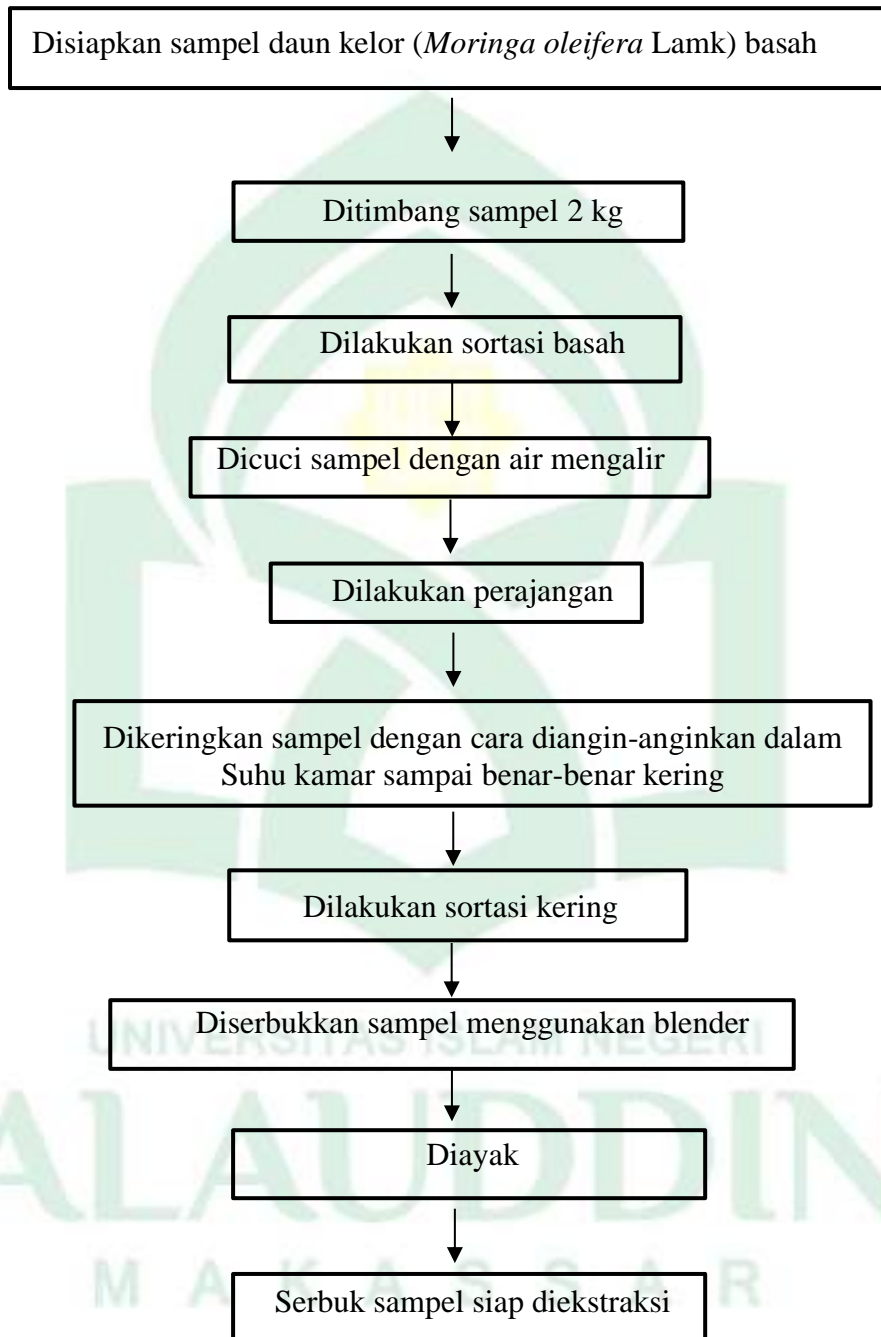 Disiapkan sampel daun kelor (Moringa oleifera Lamk) basah
Ditimbang sampel 2 kg
Dilakukan sortasi basah
Dicuci sampel dengan air mengalir
Dilakukan perajangan
Dikeringkan sampel dengan cara diangin-anginkan dalam
Suhu kamar sampai benar-benar kering
Dilakukan sortasi kering
Diserbukkan sampel menggunakan blender
UNIVERSITAS ISLAM NEGERI
Diayak
ALAUDDIN
MAKASSAR
Serbuk sampel siap diekstraksi